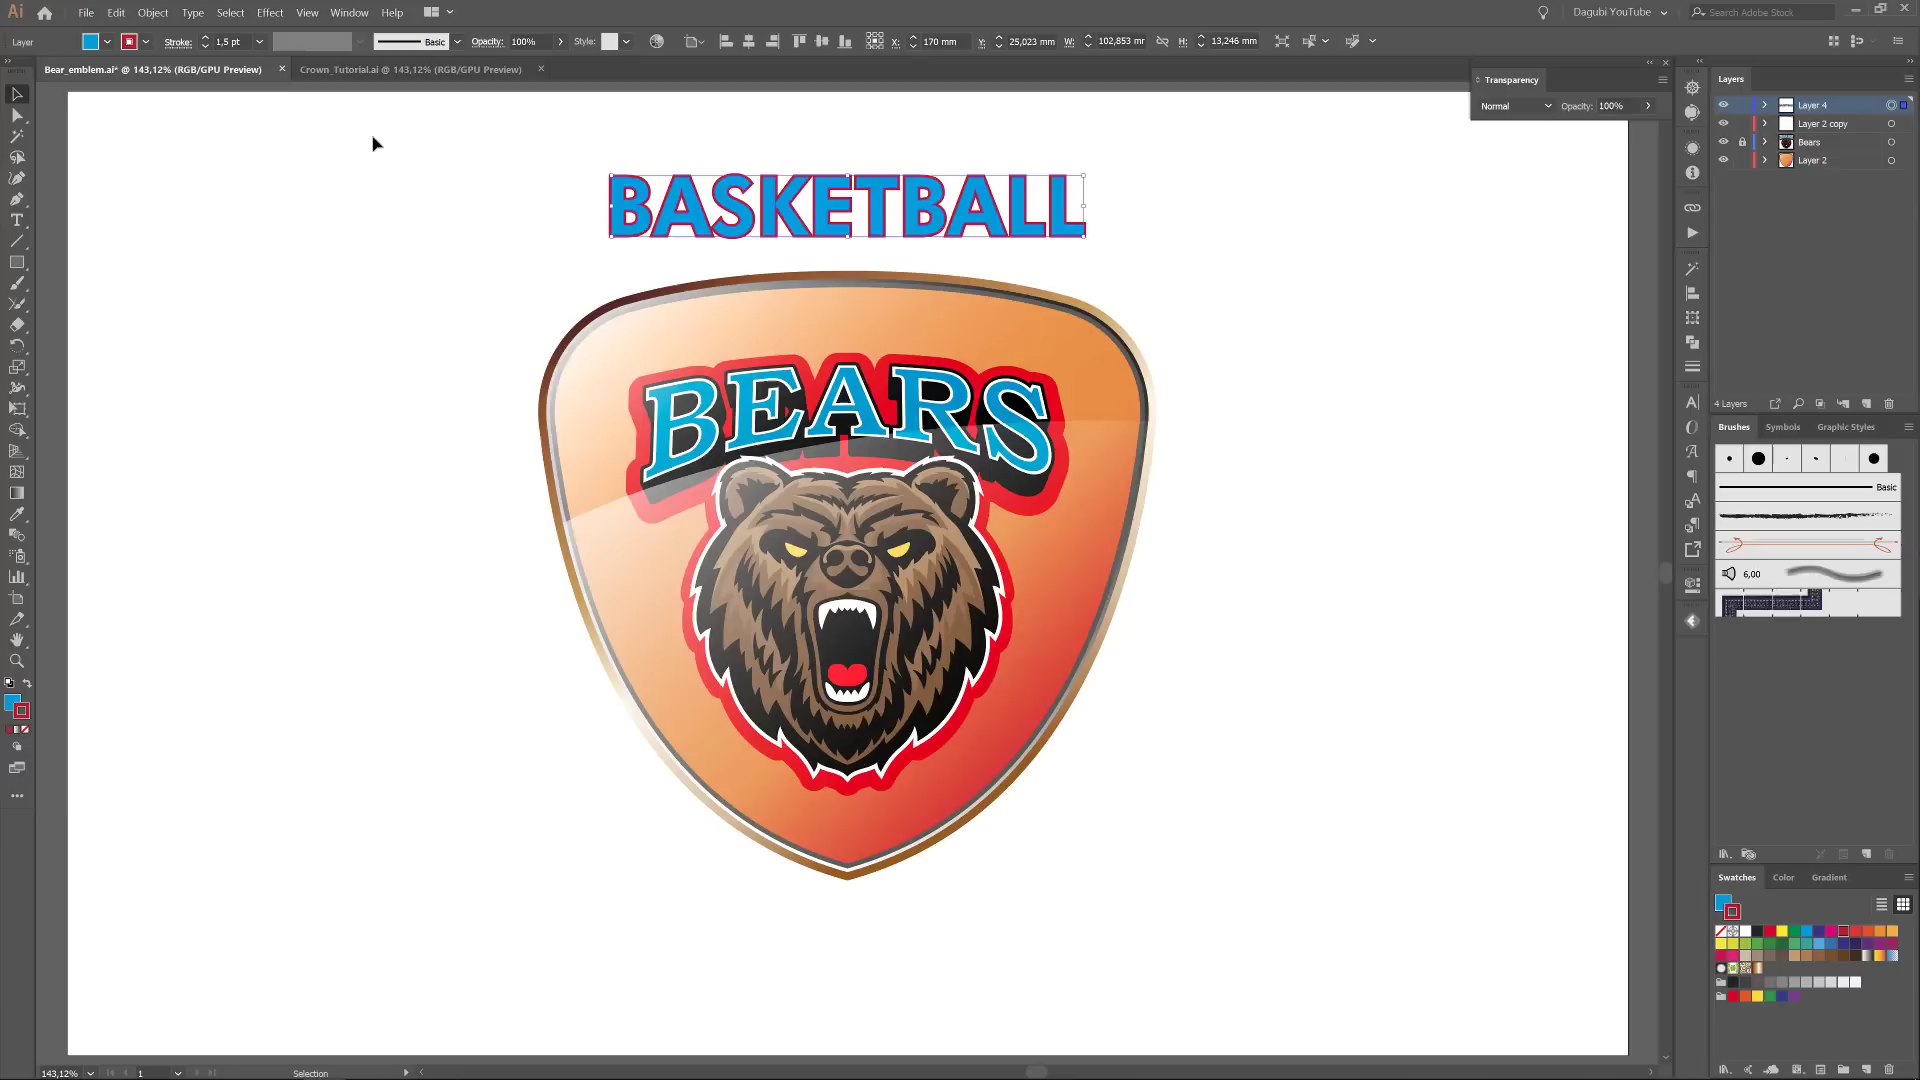 Ai File Edit Object Type Select Effect View Window Help Dagubi YouTube Search Adobe Stock
Layer Stroke: 1,5 pt Basic Opacity: 100% Style: X: 170 mm Y: 25,023 mm W: 102,853 mr H: 13,246 mm
Bear_emblem.ai* @ 143,12% (RGB/GPU Preview) Crown_Tutorial.ai @ 143,12% (RGB/GPU Preview)
Transparency
Normal Opacity: 100%
Layers
Layer 4
Layer 2 copy
Bears
Layer 2
4 Layers
BASKETBALL
BEARS
Brushes Symbols Graphic Styles
Basic
6,00
Swatches Color Gradient
143,12% 1 Selection